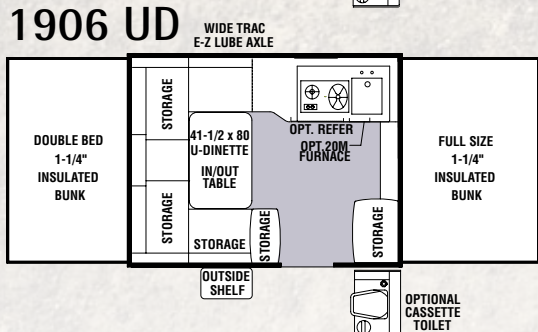 1906 UD
WIDE TRAC
E-Z LUBE AXLE
DOUBLE BED
1-1/4"
INSULATED
BUNK
STORAGE
STORAGE
41-1/2 x 80
U-DINETTE
IN/OUT
TABLE
STORAGE
STORAGE
OPT. REFER
OPT.20M
FURNACE
STORAGE
FULL SIZE
1-1/4"
INSULATED
BUNK
OUTSIDE
SHELF
OPTIONAL
CASSETTE
TOILET